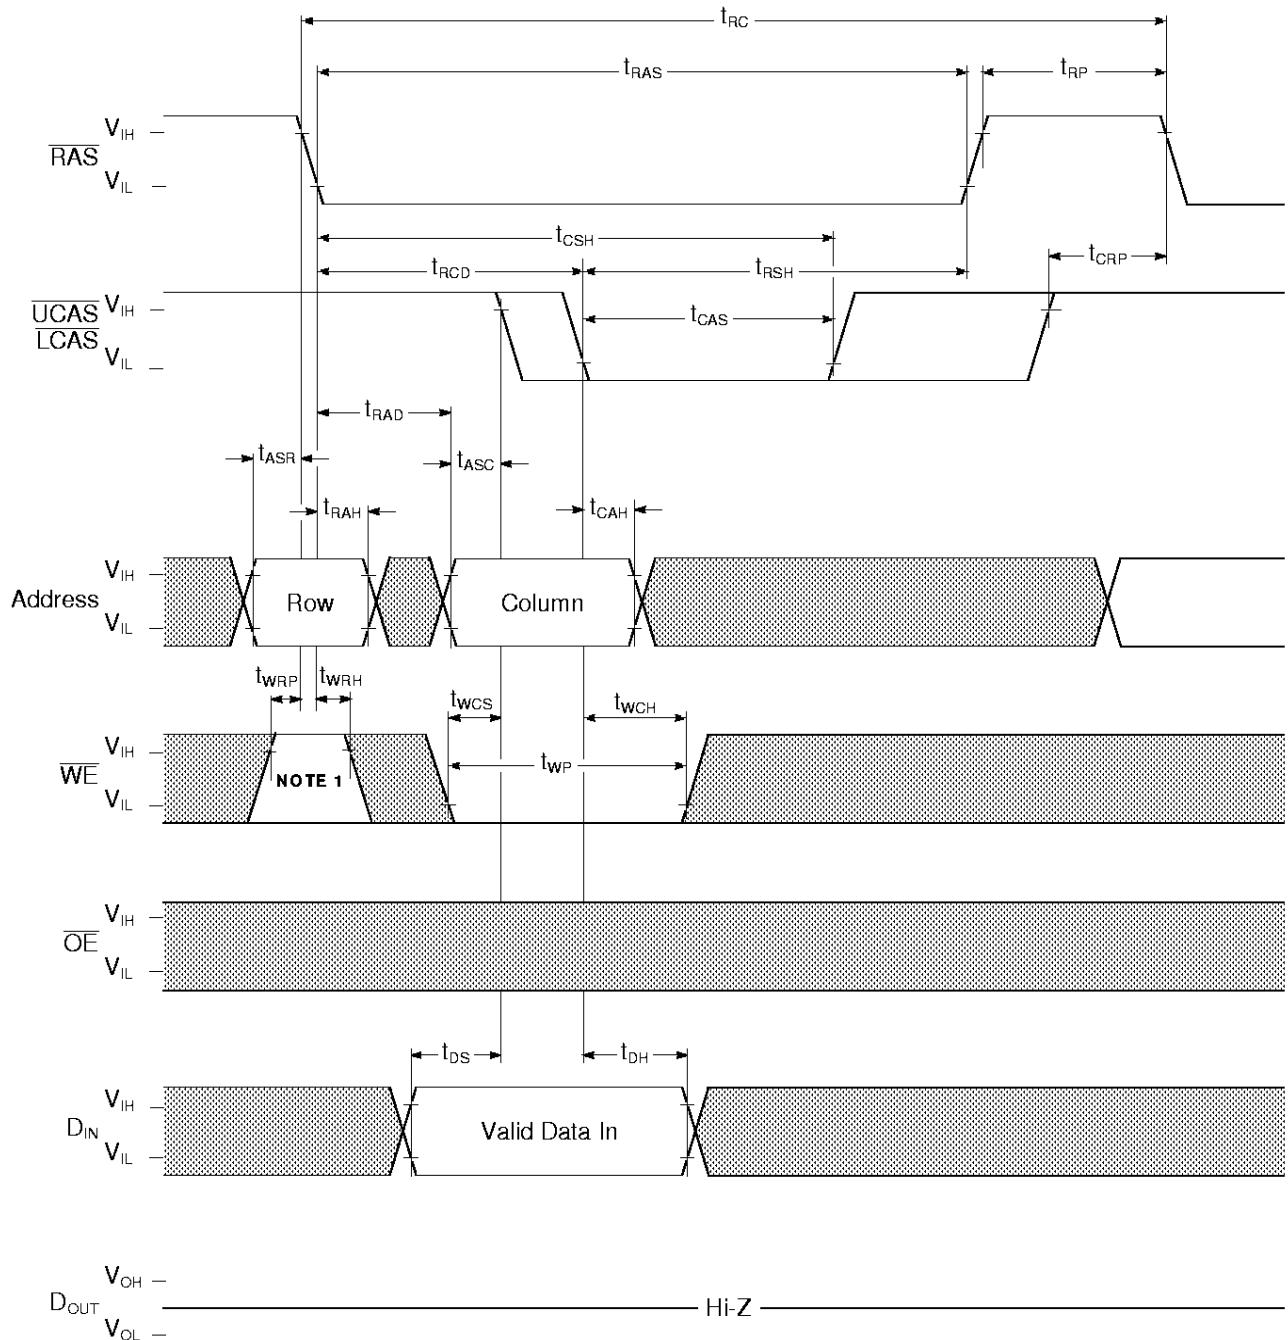 tRC
tRAS
tRP
VIH
RAS
VIL
tCSH
tRCD
tRSH
tCRP
UCAS VIH
LCAS
tCAS
VIL
tRAD
tASR
tASC
tRAH
tCAH
VIH
Address
Row
Column
VIL
tWRP
tWRH
tWCS
tWCH
VIH
WE
NOTE 1
tWP
VIL
VIH
OE
VIL
tDS
tDH
VIH
DIN
Valid Data In
VIL
VOH
DOUT
Hi-Z
VOL